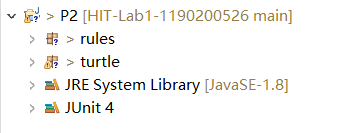 > P2 [HIT-Lab1-1190200526 main]
> rules
> turtle
JRE System Library [JavaSE-1.8]
JUnit 4